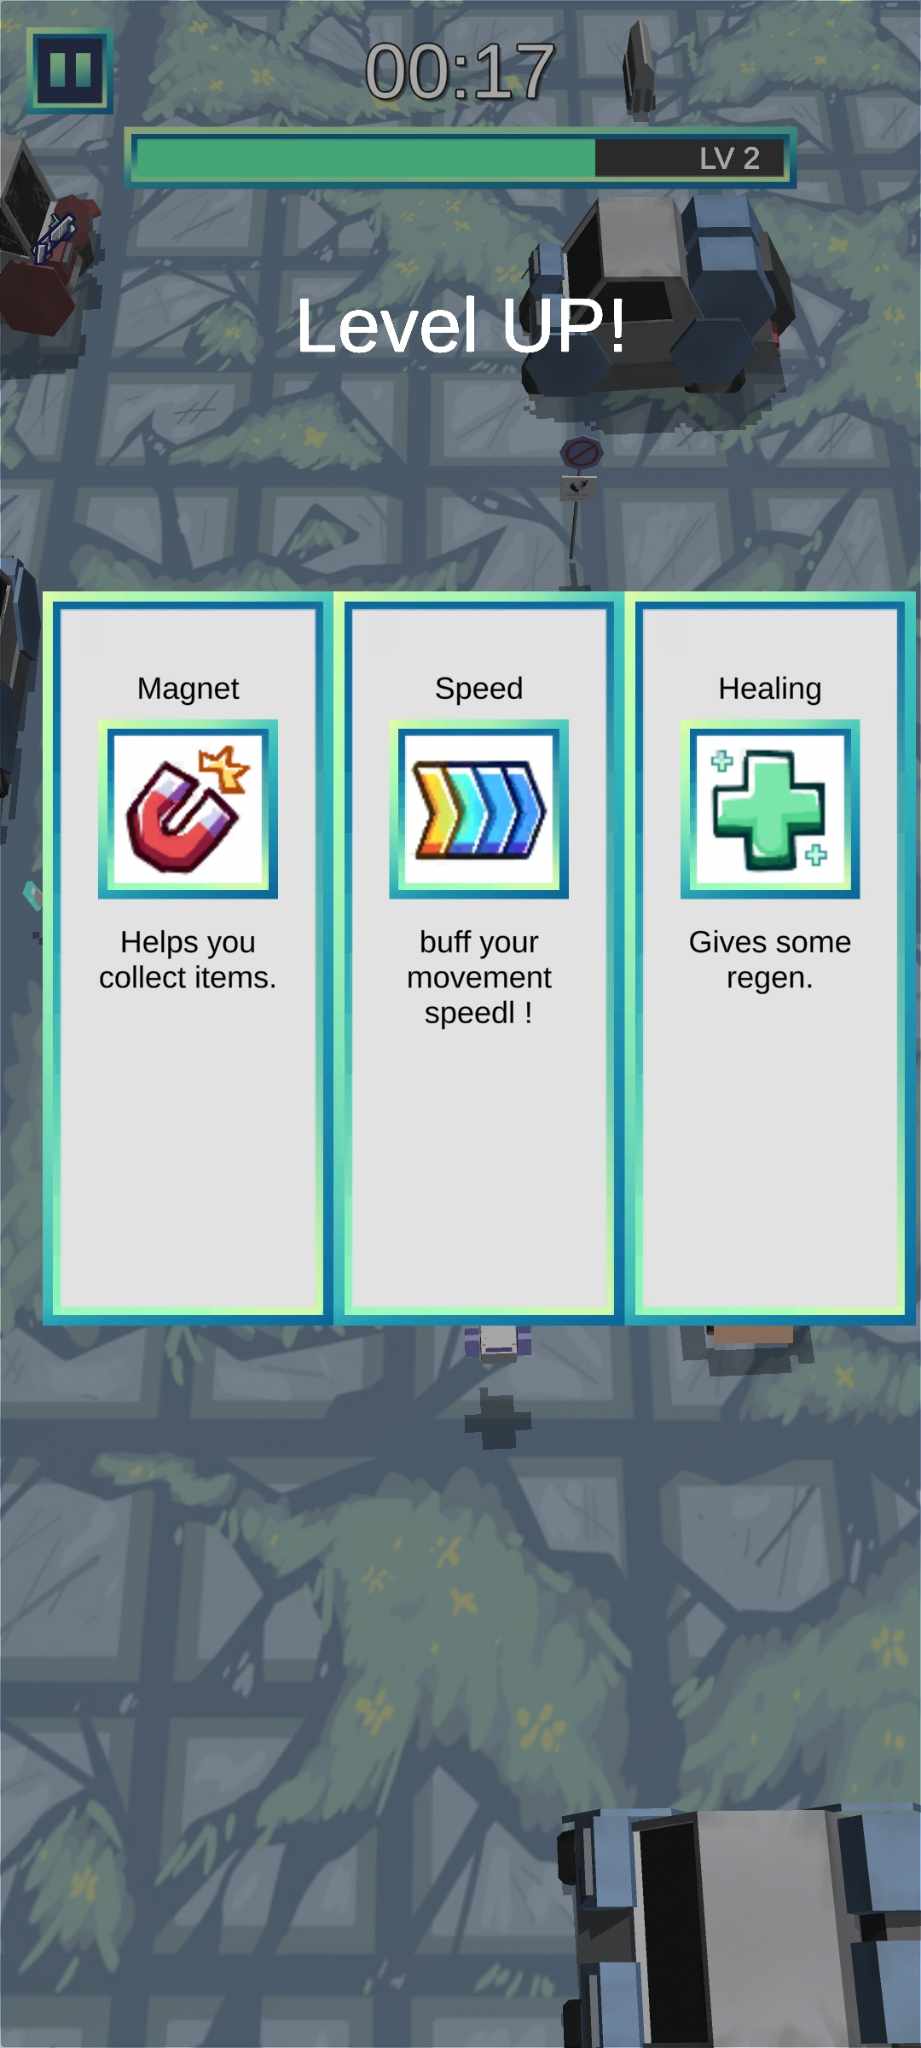 00:17
LV 2
Level UP!
Magnet
Helps you
collect items.
Speed
buff your
movement
speedl !
Healing
Gives some
regen.